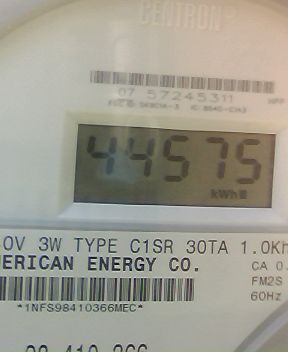 CENTRON®
07 57245311
44575
kWh
0V 3W TYPE C1SR 30TA 1.0Kh
ERICAN ENERGY CO.
CA 0.
FM2S
60Hz
*1NFS98410366MEC*